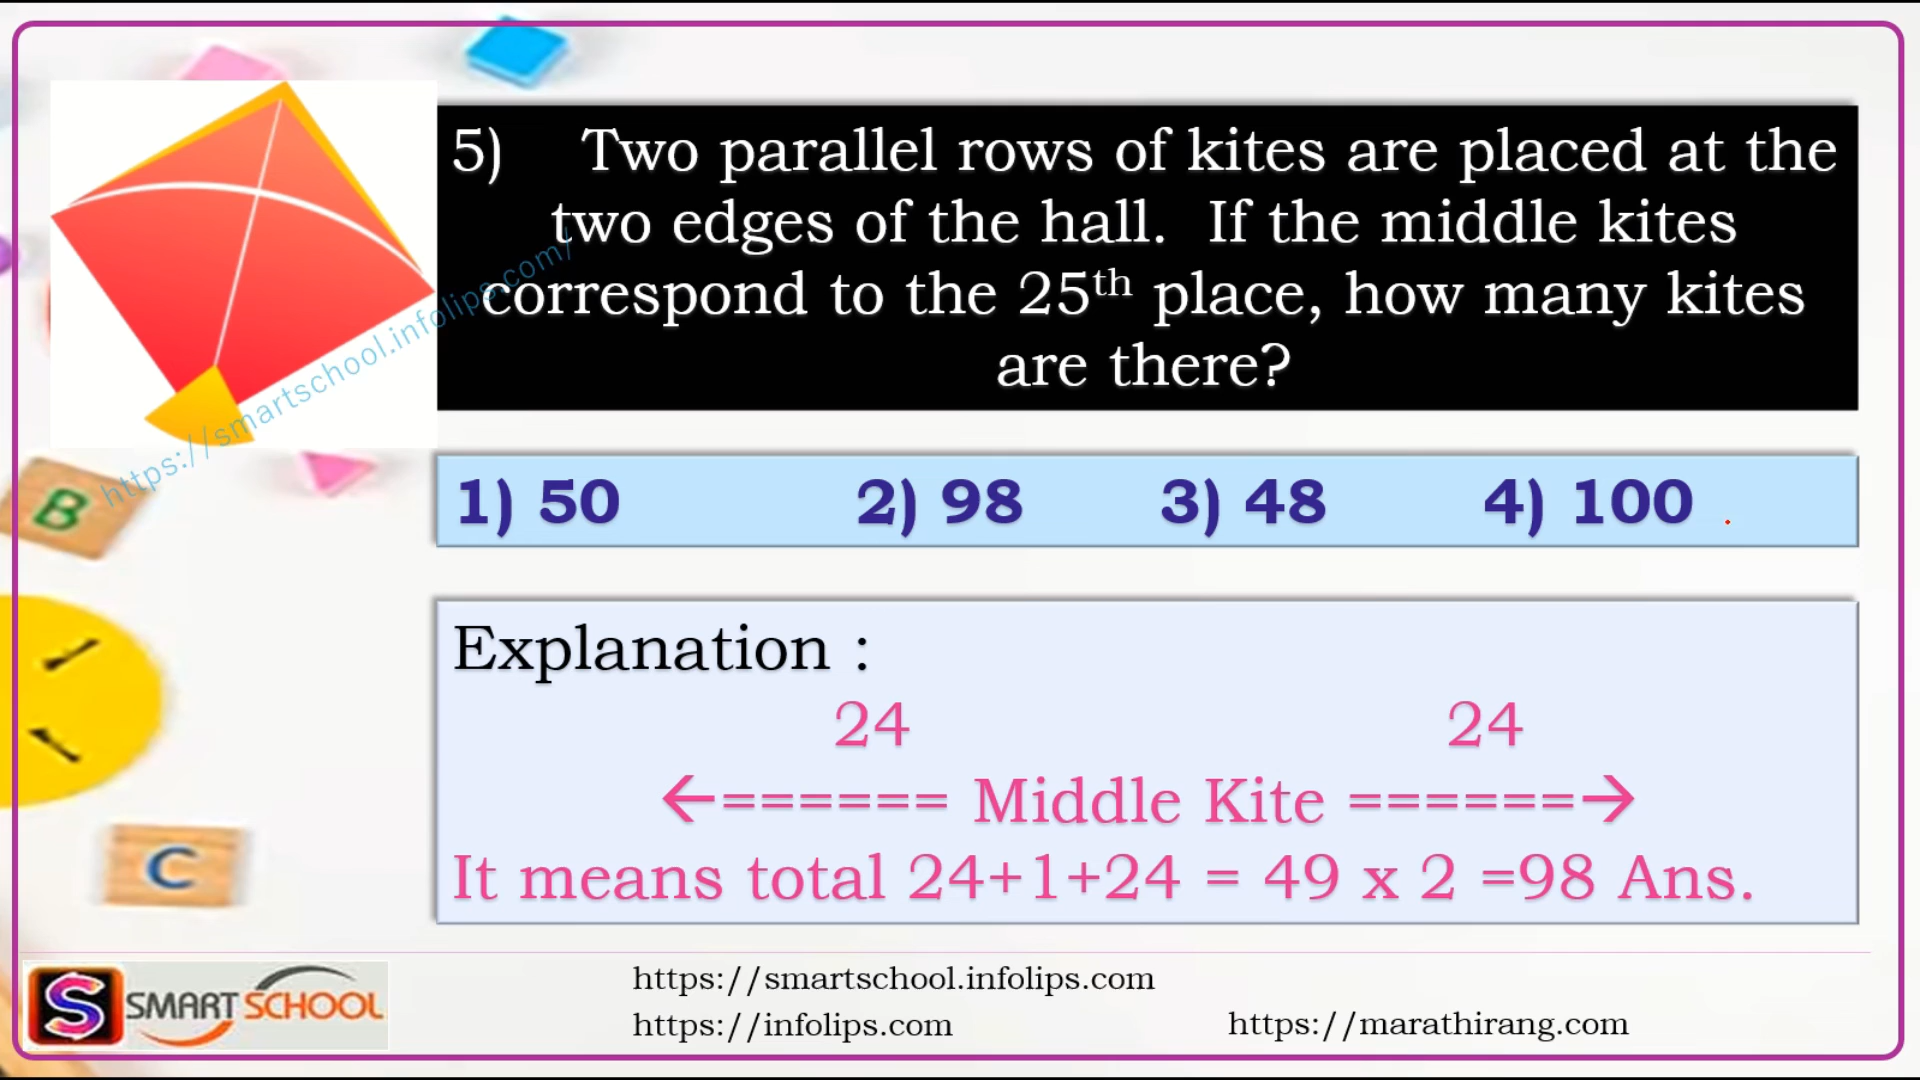 5) Two parallel rows of kites are placed at the
two edges of the hall. If the middle kites
correspond to the 25th place, how many kites
are there?
https://smartschool.infolips.com/
1) 50 2) 98 3) 48 4) 100 .
B
Explanation :
24 24
←====== Middle Kite ======→
It means total 24+1+24 = 49 x 2 =98 Ans.
C
S SMART SCHOOL
https://smartschool.infolips.com
https://infolips.com
https://marathirang.com